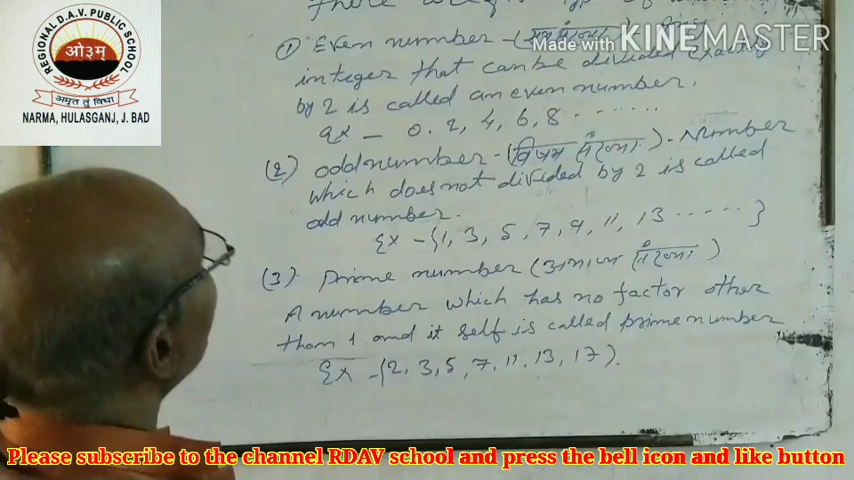 REGIONAL D.A.V. PUBLIC SCHOOL
ओ३म्
अमृत तुं विद्या
NARMA, HULASGANJ, J. BAD
Made with KINEMASTER
There are
① Even number - (सम संख्या)
integer that can be divided exactly
by 2 is called an even number.
Ex - 0. 2, 4, 6, 8 - - - - - -
(2) odd number - (विषम संख्या) - Number
which does not divided by 2 is called
odd number.
Ex - {1, 3, 5, 7, 9, 11, 13 - - - - - }
(3) Prime number (अभाज्य संख्या)
A number which has no factor other
than 1. and it self is called prime number
Ex - {2, 3, 5, 7, 11, 13, 17}.
Please subscribe to the channel RDAV school and press the bell icon and like button